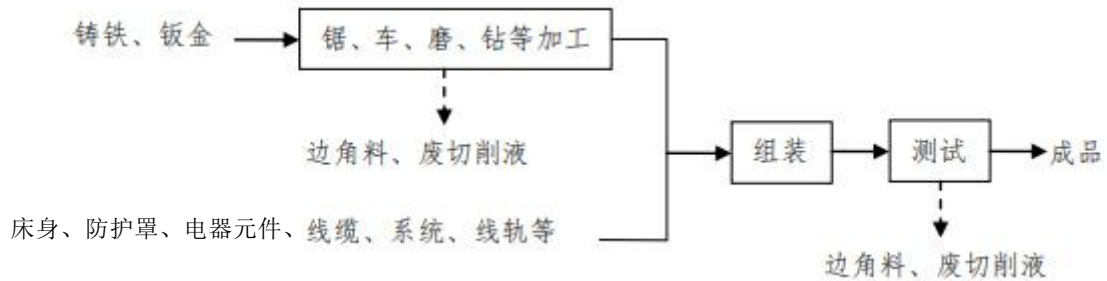 铸铁、钣金
锯、车、磨、钻等加工
边角料、废切削液
组装
测试
成品
床身、防护罩、电器元件、线缆、系统、线轨等
边角料、废切削液